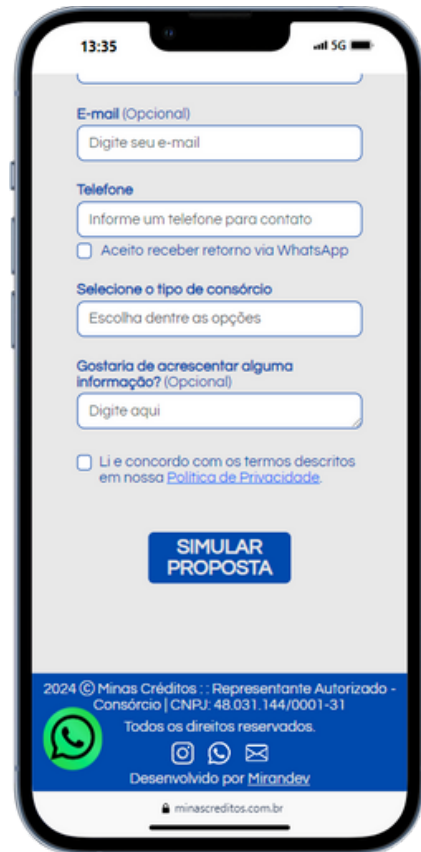 13:35
5G
E-mail (Opcional)
Digite seu e-mail
Telefone
Informe um telefone para contato
Aceito receber retorno via WhatsApp
Selecione o tipo de consórcio
Escolha dentre as opções
Gostaria de acrescentar alguma
informação? (Opcional)
Digite aqui
Li e concordo com os termos descritos
em nossa Política de Privacidade.
SIMULAR
PROPOSTA
2024 © Minas Créditos : : Representante Autorizado -
Consórcio | CNPJ: 48.031.144/0001-31
Todos os direitos reservados.
Desenvolvido por Mirandev
minascreditos.com.br